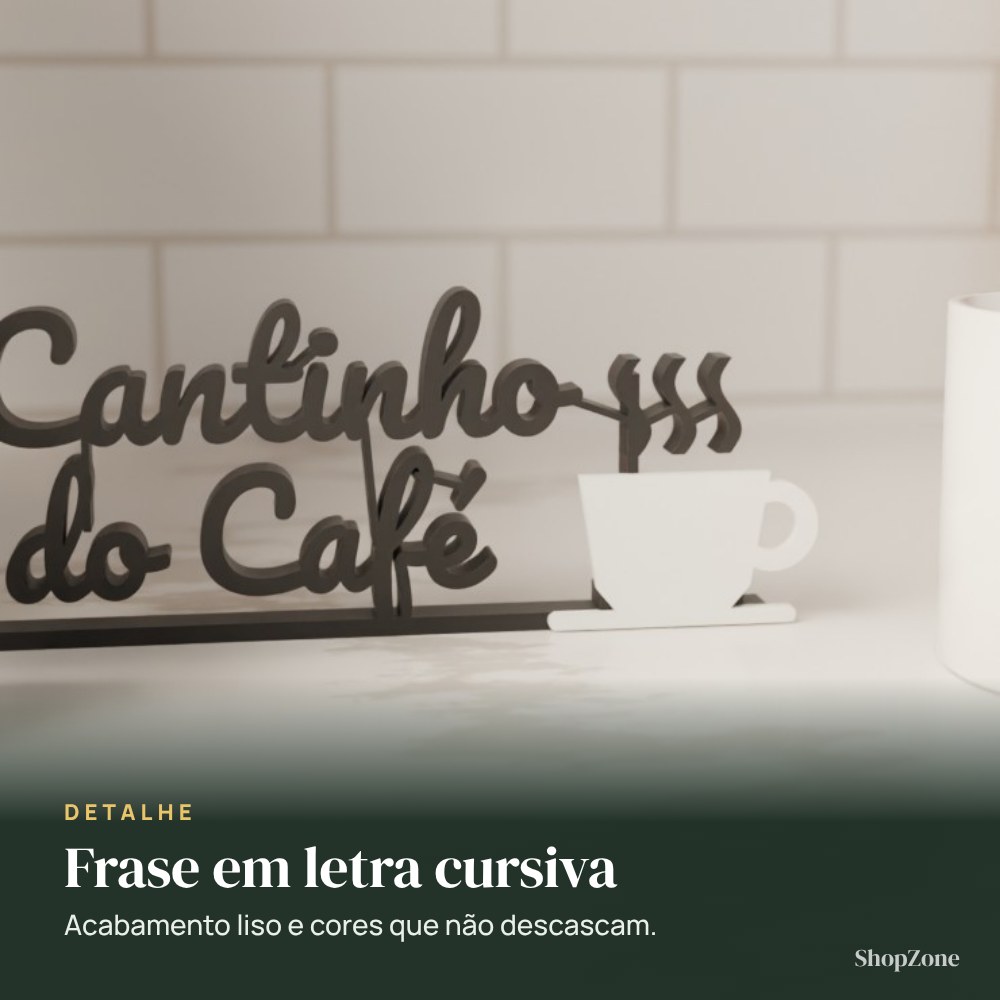 Cantinho
do Café
DETALHE
Frase em letra cursiva
Acabamento liso e cores que não descascam.
ShopZone